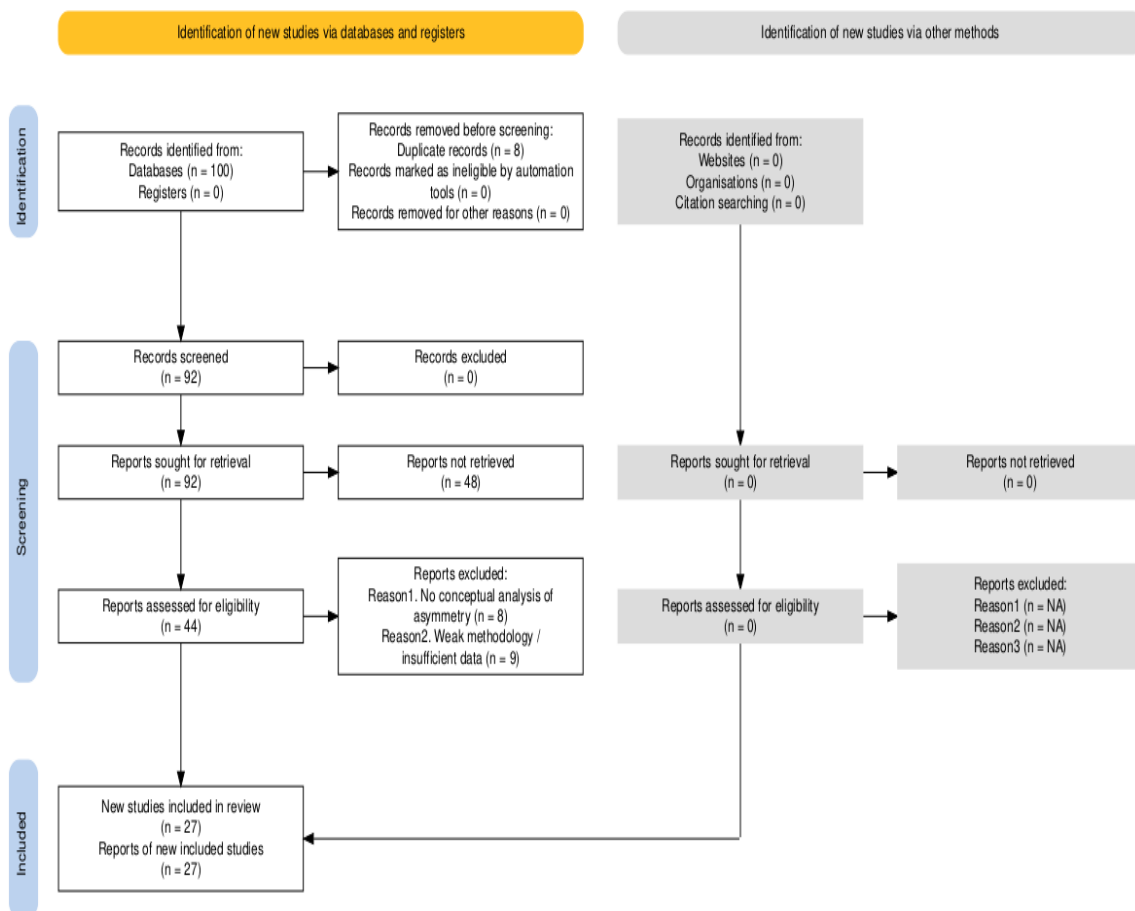 Identification of new studies via databases and registers
Identification of new studies via other methods
Identification
Records identified from:
Databases (n = 100)
Registers (n = 0)
Records removed before screening:
Duplicate records (n = 8)
Records marked as ineligible by automation
tools (n = 0)
Records removed for other reasons (n = 0)
Records identified from:
Websites (n = 0)
Organisations (n = 0)
Citation searching (n = 0)
Screening
Records screened
(n = 92)
Records excluded
(n = 0)
Reports sought for retrieval
(n = 92)
Reports not retrieved
(n = 48)
Reports sought for retrieval
(n = 0)
Reports not retrieved
(n = 0)
Reports assessed for eligibility
(n = 44)
Reports excluded:
Reason1. No conceptual analysis of
asymmetry (n = 8)
Reason2. Weak methodology /
insufficient data (n = 9)
Reports assessed for eligibility
(n = 0)
Reports excluded:
Reason1 (n = NA)
Reason2 (n = NA)
Reason3 (n = NA)
Included
New studies included in review
(n = 27)
Reports of new included studies
(n = 27)